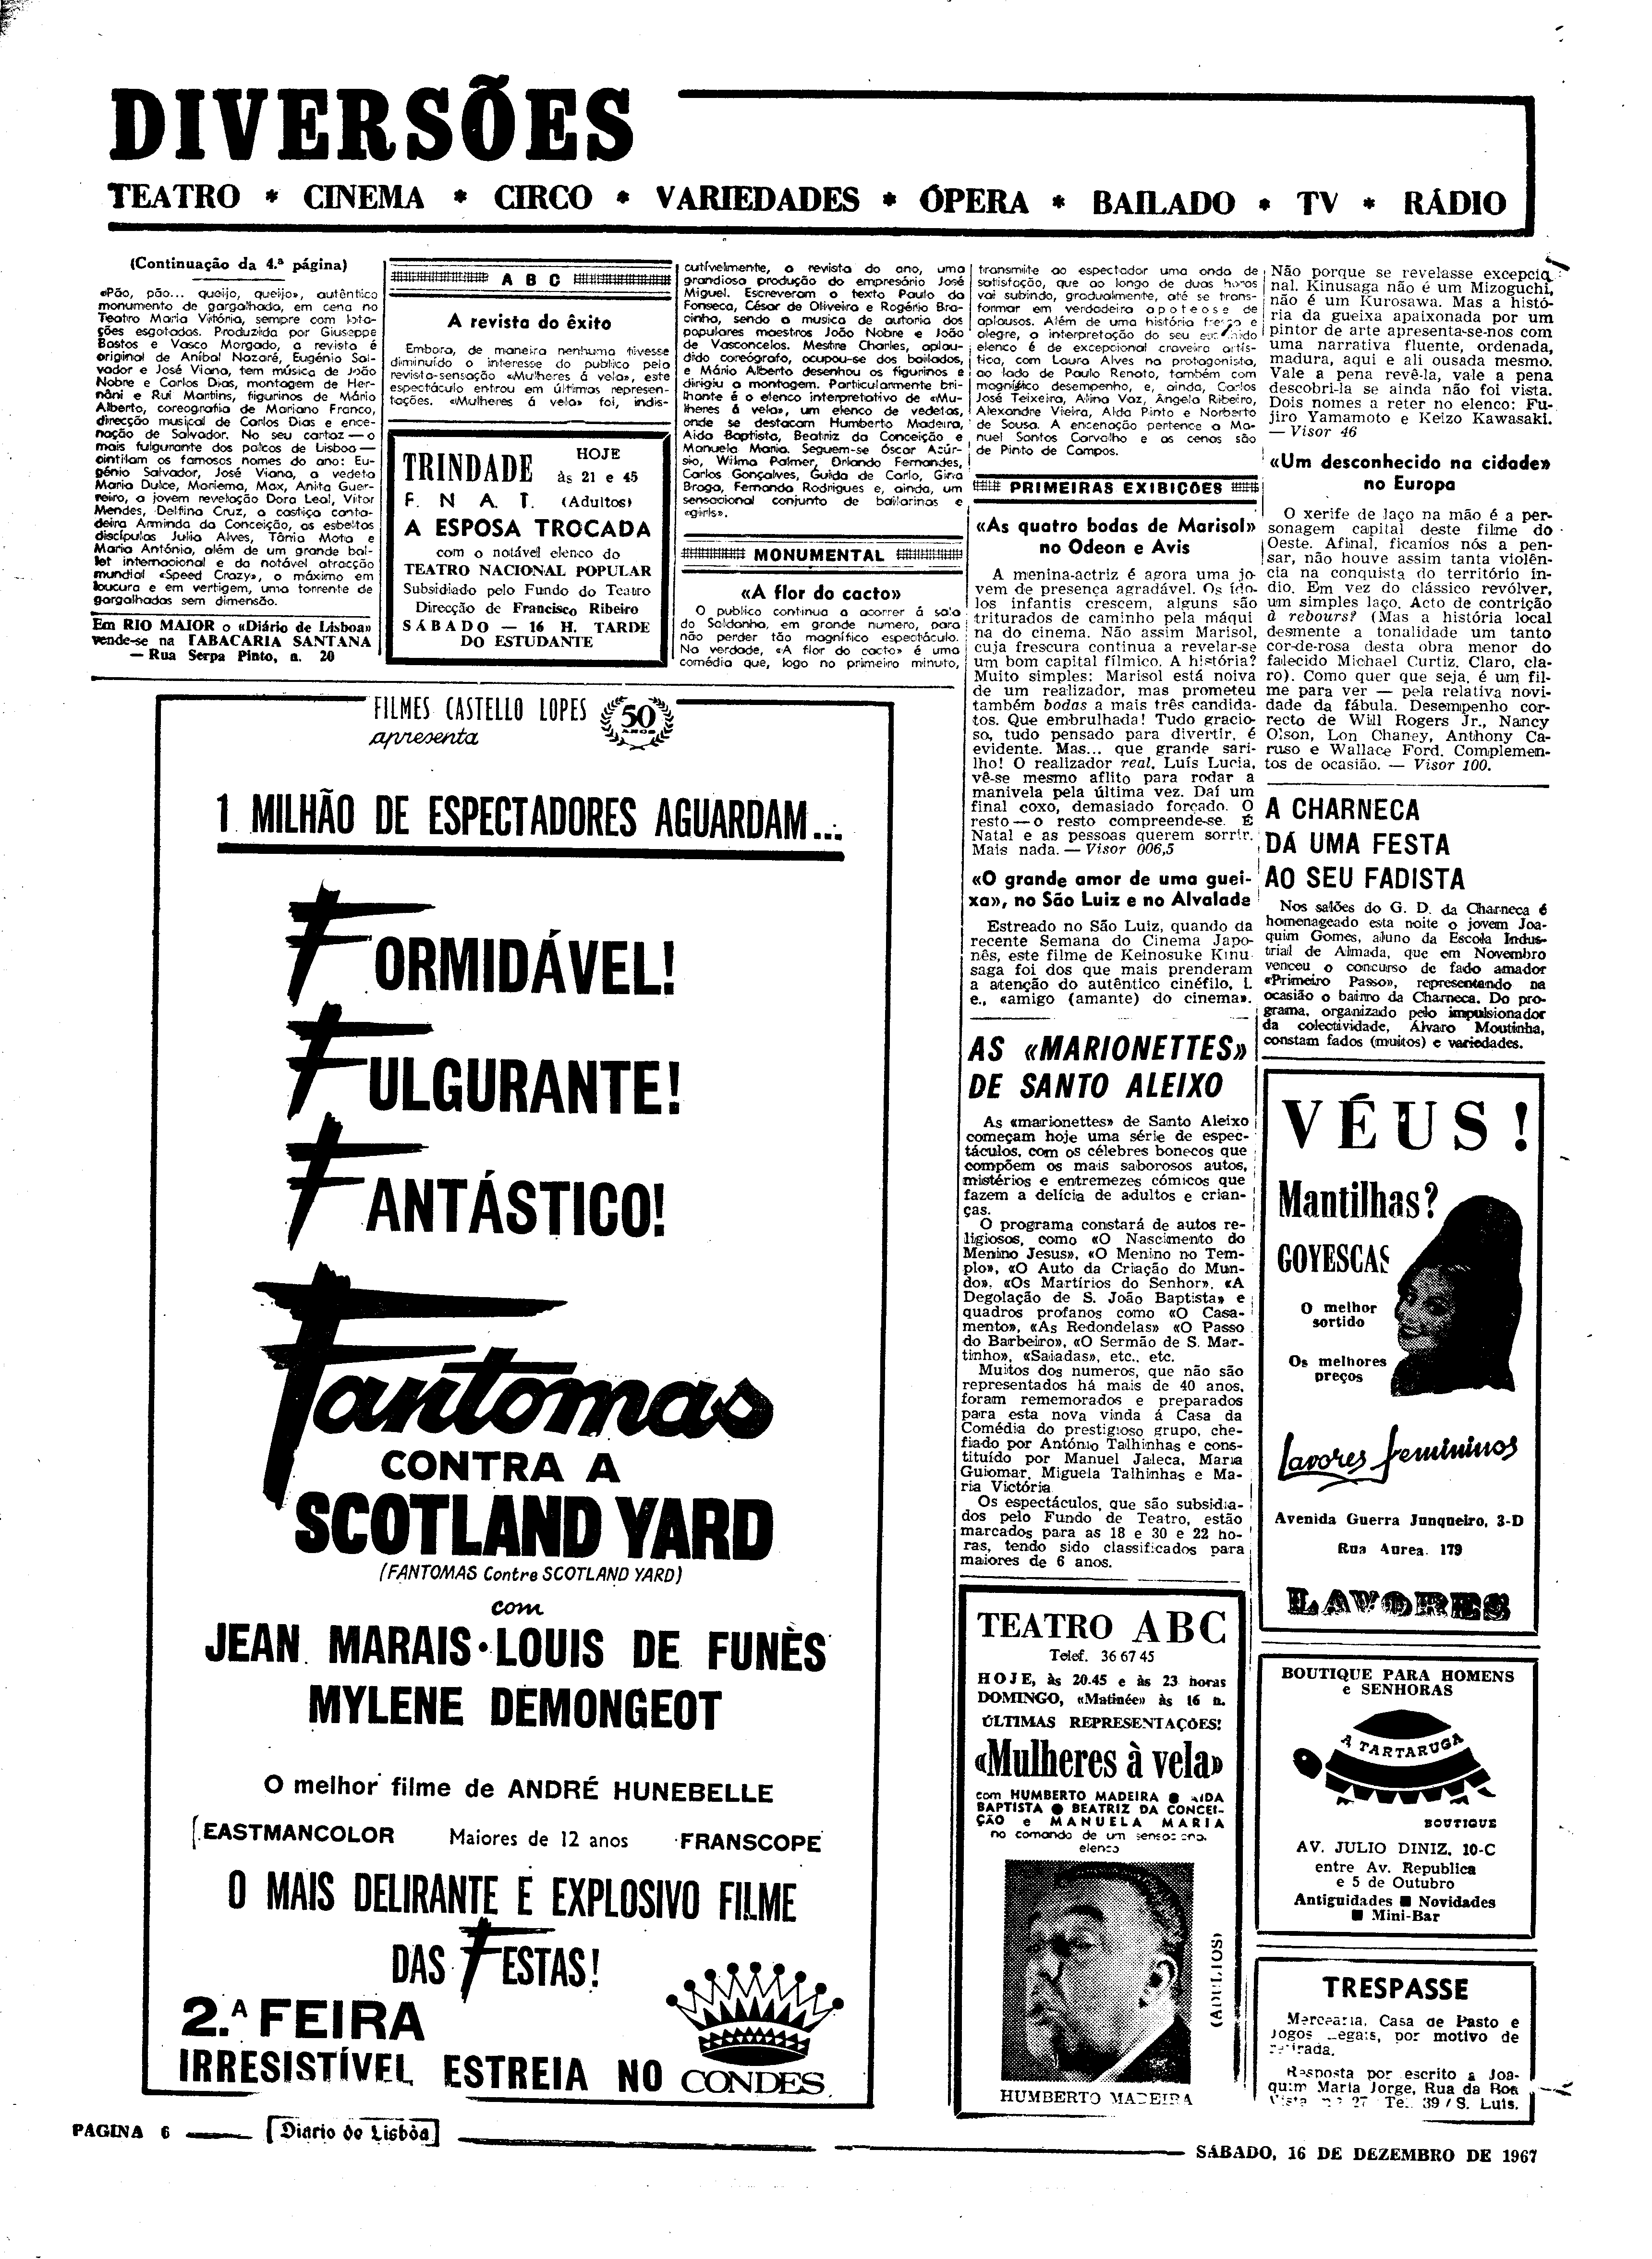 DIVERSÕES
TEATRO * CINEMA * CIRCO * VARIEDADES * ÓPERA * BAILADO * TV * RÁDIO
(Continuação da 4.ª página)
«Pão, pão... queijo, queijo», autêntico
monumento de gargalhada, em cena no
Teatro Maria Vitória, sempre com lota-
ções esgotadas. Produzida por Giuseppe
Bastos e Vasco Morgado, a revista é
original de Aníbal Nazaré, Eugénio Sal-
vador e José Viana, tem música de João
Nobre e Carlos Dias, montagem de Her-
nâni e Rui Martins, figurinos de Mário
Alberto, coreografia de Mariano Franco,
direcção musical de Carlos Dias e ence-
nação de Salvador. No seu cartaz — o
mais fulgurante dos palcos de Lisboa —
cintilam os famosos nomes do ano: Eu-
génio Salvador, José Viana, a vedeta
Maria Dulce, Mariema, Max, Anita Guer-
reiro, a jovem revelação Dora Leal, Vitor
Mendes, Delfina Cruz, a castiça canta-
deira Arminda da Conceição, as esbeltas
discípulas Julia Alves, Tânia Mota e
Maria Antónia, além de um grande bal-
let internacional e da notável atracção
mundial «Speed Crazy», o máximo em
loucura e em vertigem, uma torrente de
gargalhadas sem dimensão.
Em RIO MAIOR o «Diário de Lisboa»
vende-se na TABACARIA SANTANA
— Rua Serpa Pinto, n. 20
A B C
A revista do êxito
Embora, de maneira nenhuma tivesse
diminuído o interesse do publico pelo
revista-sensação «Mulheres á vela», este
espectáculo entrou em últimas represen-
tações. «Mulheres á vela» foi, indis-
TRINDADE
HOJE
às 21 e 45
F. N. A. T. (Adultos)
A ESPOSA TROCADA
com o notável elenco do
TEATRO NACIONAL POPULAR
Subsidiado pelo Fundo do Teatro
Direcção de Francisco Ribeiro
SÁBADO — 16 H. TARDE
DO ESTUDANTE
cutívelmente, a revista do ano, uma
grandiosa produção do empresário José
Miguel. Escreveram o texto Paulo da
Fonseca, César de Oliveira e Rogério Bra-
cinha, sendo a musica de autoria dos
populares maestros João Nobre e João
de Vasconcelos. Mestre Charles, aplau-
dido coreógrafo, ocupou-se dos bailados,
e Mário Alberto desenhou os figurinos e
dirigiu a montagem. Particularmente bri-
lhante é o elenco interpretativo de «Mu-
lheres á vela», um elenco de vedetas,
onde se destacam Humberto Madeira,
Aida Baptista, Beatriz da Conceição e
Manuela Maria. Seguem-se Óscar Acúr-
sio, Wilma Palmer, Orlando Fernandes,
Carlos Gonçalves, Guida de Carlo, Gina
Braga, Fernanda Rodrigues e, ainda, um
sensacional conjunto de bailarinas e
«girls».
MONUMENTAL
«A flor do cacto»
O publico continua a acorrer á sala
do Saldanha, em grande numero, para
não perder tão magnífico espectáculo.
Na verdade, «A flor do cacto» é uma
comédia que, logo no primeiro minuto,
transmite ao espectador uma onda de
satisfação, que ao longo de duas horas
vai subindo, gradualmente, até se trans-
formar em verdadeira apoteose de
aplausos. Além de uma história fresca e
alegre, a interpretação do seu
elenco é de excepcional craveira artís-
tica, com Laura Alves na protagonista,
ao lado de Paulo Renato, também com
magnífico desempenho, e, ainda, Carlos
José Teixeira, Alina Vaz, Ângela Ribeiro,
Alexandre Vieira, Alda Pinto e Norberto
de Sousa. A encenação pertence a Ma-
nuel Santos Carvalho e as cenas são
de Pinto de Campos.
PRIMEIRAS EXIBIÇÕES
«As quatro bodas de Marisol»
no Odeon e Avis
A menina-actriz é agora uma jo-
vem de presença agradável. Os ído-
los infantis crescem, alguns são
triturados de caminho pela máqui
na do cinema. Não assim Marisol,
cuja frescura continua a revelar-se
um bom capital fílmico. A história?
Muito simples: Marisol está noiva
de um realizador, mas prometeu
também bodas a mais três candida-
tos. Que embrulhada! Tudo gracio-
so, tudo pensado para divertir, é
evidente. Mas... que grande sari-
lho! O realizador real, Luís Lucia,
vê-se mesmo aflito para rodar a
manivela pela última vez. Daí um
final coxo, demasiado forçado. O
resto — o resto compreende-se. É
Natal e as pessoas querem sorrir.
Mais nada. — Visor 006,5
«O grande amor de uma guei-
xa», no São Luiz e no Alvalade
Estreado no São Luiz, quando da
recente Semana do Cinema Japo-
nês, este filme de Keinosuke Kinu
saga foi dos que mais prenderam
a atenção do autêntico cinéfilo, i.
e., «amigo (amante) do cinema».
Não porque se revelasse excepcio
nal. Kinusaga não é um Mizoguchi,
não é um Kurosawa. Mas a histó-
ria da gueixa apaixonada por um
pintor de arte apresenta-se-nos com
uma narrativa fluente, ordenada,
madura, aqui e ali ousada mesmo.
Vale a pena revê-la, vale a pena
descobri-la se ainda não foi vista.
Dois nomes a reter no elenco: Fu-
jiro Yamamoto e Keizo Kawasaki.
— Visor 46
«Um desconhecido na cidade»
no Europa
O xerife de laço na mão é a per-
sonagem capital deste filme do
Oeste. Afinal, ficamos nós a pen-
sar, não houve assim tanta violên-
cia na conquista do território ín-
dio. Em vez do clássico revólver,
um simples laço. Acto de contrição
à rebours? (Mas a história local
desmente a tonalidade um tanto
cor-de-rosa desta obra menor do
falecido Michael Curtiz. Claro, cla-
ro). Como quer que seja, é um fil-
me para ver — pela relativa novi-
dade da fábula. Desempenho cor-
recto de Will Rogers Jr., Nancy
Olson, Lon Chaney, Anthony Ca-
ruso e Wallace Ford. Complemen-
tos de ocasião. — Visor 100.
A CHARNECA
DÁ UMA FESTA
AO SEU FADISTA
Nos salões do G. D. da Charneca é
homenageado esta noite o jovem Joa-
quim Gomes, aluno da Escola Indus-
trial de Almada, que em Novembro
venceu o concurso de fado amador
«Primeiro Passo», representando na
ocasião o bairro da Charneca. Do pro-
grama, organizado pelo impulsionador
da colectividade, Álvaro Moutinha,
constam fados (muitos) e variedades.
AS «MARIONETTES»
DE SANTO ALEIXO
As «marionettes» de Santo Aleixo
começam hoje uma série de espec-
táculos, com os célebres bonecos que
compõem os mais saborosos autos,
mistérios e entremezes cómicos que
fazem a delícia de adultos e crian-
ças.
O programa constará de autos re-
ligiosos, como «O Nascimento do
Menino Jesus», «O Menino no Tem-
plo», «O Auto da Criação do Mun-
do», «Os Martírios do Senhor», «A
Degolação de S. João Baptista» e
quadros profanos como «O Casa-
mento», «As Redondelas» «O Passo
do Barbeiro», «O Sermão de S. Mar-
tinho», «Saiadas», etc., etc.
Muitos dos numeros, que não são
representados há mais de 40 anos,
foram rememorados e preparados
para esta nova vinda á Casa da
Comédia do prestigioso grupo, che-
fiado por António Talhinhas e cons-
tituído por Manuel Jaleca, Maria
Guiomar, Miguela Talhinhas e Ma-
ria Victória.
Os espectáculos, que são subsidia-
dos pelo Fundo de Teatro, estão
marcados para as 18 e 30 e 22 ho-
ras, tendo sido classificados para
maiores de 6 anos.
FILMES CASTELLO LOPES
50
ANOS
apresenta
1 MILHÃO DE ESPECTADORES AGUARDAM...
FORMIDÁVEL!
FULGURANTE!
FANTÁSTICO!
Fantomas
CONTRA A
SCOTLAND YARD
(FANTOMAS Contre SCOTLAND YARD)
com
JEAN MARAIS·LOUIS DE FUNÈS
MYLENE DEMONGEOT
O melhor filme de ANDRÉ HUNEBELLE
EASTMANCOLOR Maiores de 12 anos FRANSCOPE
O MAIS DELIRANTE E EXPLOSIVO FILME
DAS FESTAS!
2.ª FEIRA
IRRESISTÍVEL ESTREIA NO CONDES
VÉUS!
Mantilhas?
GOYESCAS
O melhor
sortido
Os melhores
preços
lavores femininos
Avenida Guerra Junqueiro, 3-D
Rua Aurea, 179
LAVORES
TEATRO ABC
Telef. 36 67 45
HOJE, às 20.45 e às 23 horas
DOMINGO, «Matinée» às 16 h.
ÚLTIMAS REPRESENTAÇÕES!
«Mulheres à vela»
com HUMBERTO MADEIRA ● AIDA
BAPTISTA ● BEATRIZ DA CONCEI-
ÇÃO e MANUELA MARIA
no comando de um
elenco
(ADULTOS)
HUMBERTO MADEIRA
BOUTIQUE PARA HOMENS
e SENHORAS
A TARTARUGA
BOUTIQUE
AV. JULIO DINIZ, 10-C
entre Av. Republica
e 5 de Outubro
Antiguidades ■ Novidades
■ Mini-Bar
TRESPASSE
Mercearia, Casa de Pasto e
Jogos Legais, por motivo de
retirada.
Resposta por escrito a Joa-
quim Maria Jorge, Rua da Boa
Vista 27 39 / S. Luis.
PAGINA 6
Diario de Lisbôa
SÁBADO, 16 DE DEZEMBRO DE 1967